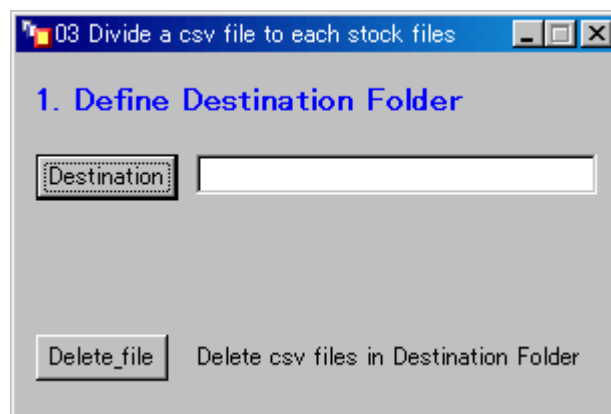 03 Divide a csv file to each stock files
1. Define Destination Folder
Destination
Delete_file Delete csv files in Destination Folder